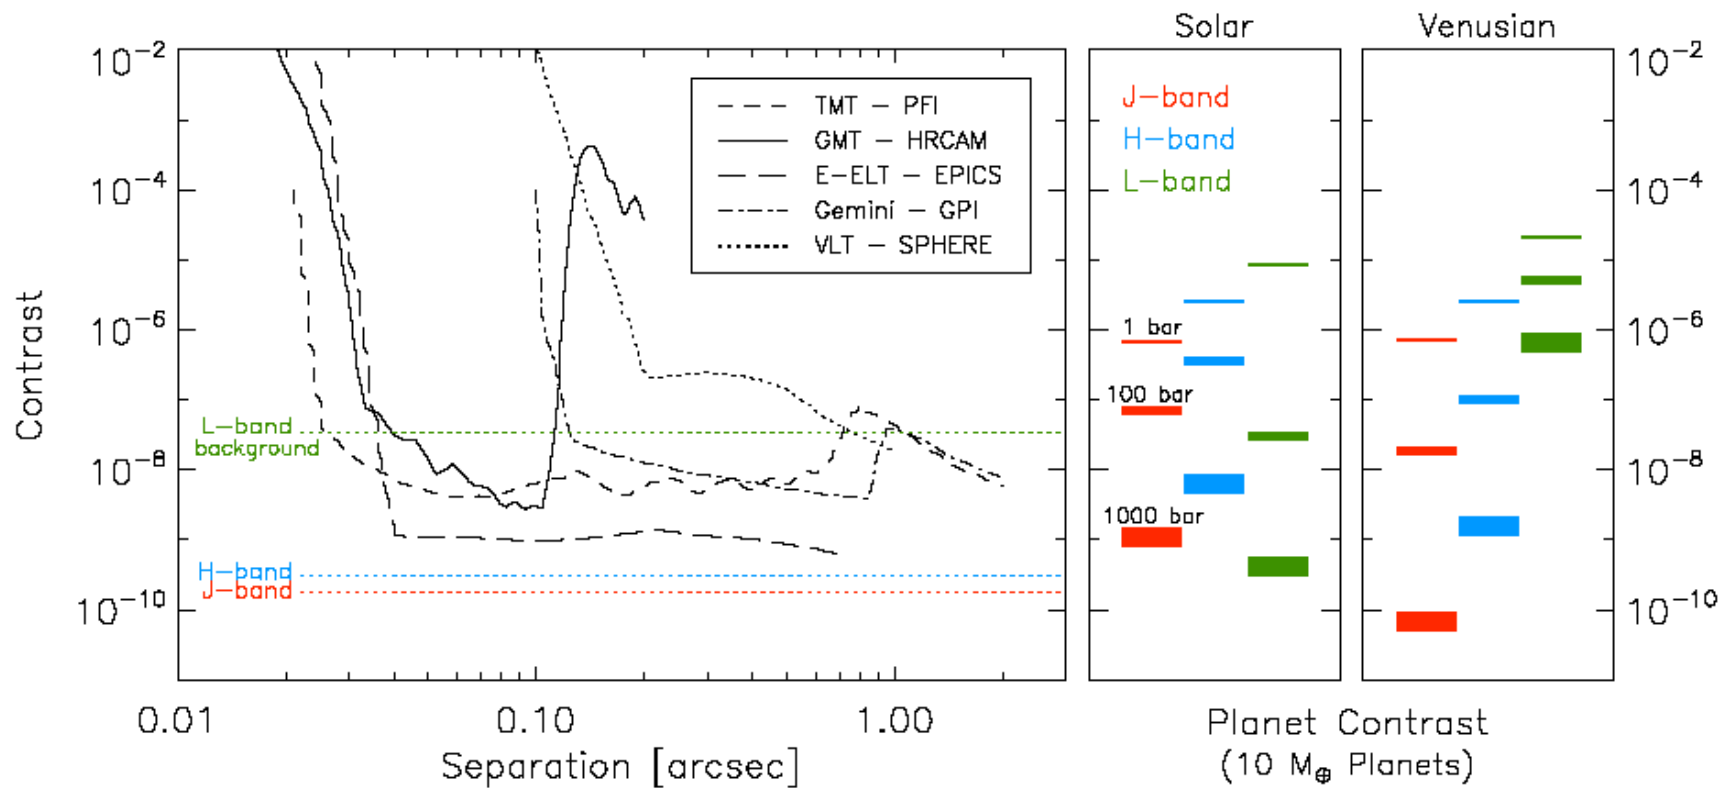 Solar
Venusian
10⁻²
10⁻⁴
10⁻⁶
10⁻⁸
10⁻¹⁰
Contrast
TMT – PFI
GMT – HRCAM
E–ELT – EPICS
Gemini – GPI
VLT – SPHERE
L–band
background
H–band
J–band
0.01
0.10
1.00
Separation [arcsec]
J–band
H–band
L–band
1 bar
100 bar
1000 bar
10⁻²
10⁻⁴
10⁻⁶
10⁻⁸
10⁻¹⁰
Planet Contrast
(10 M⊕ Planets)